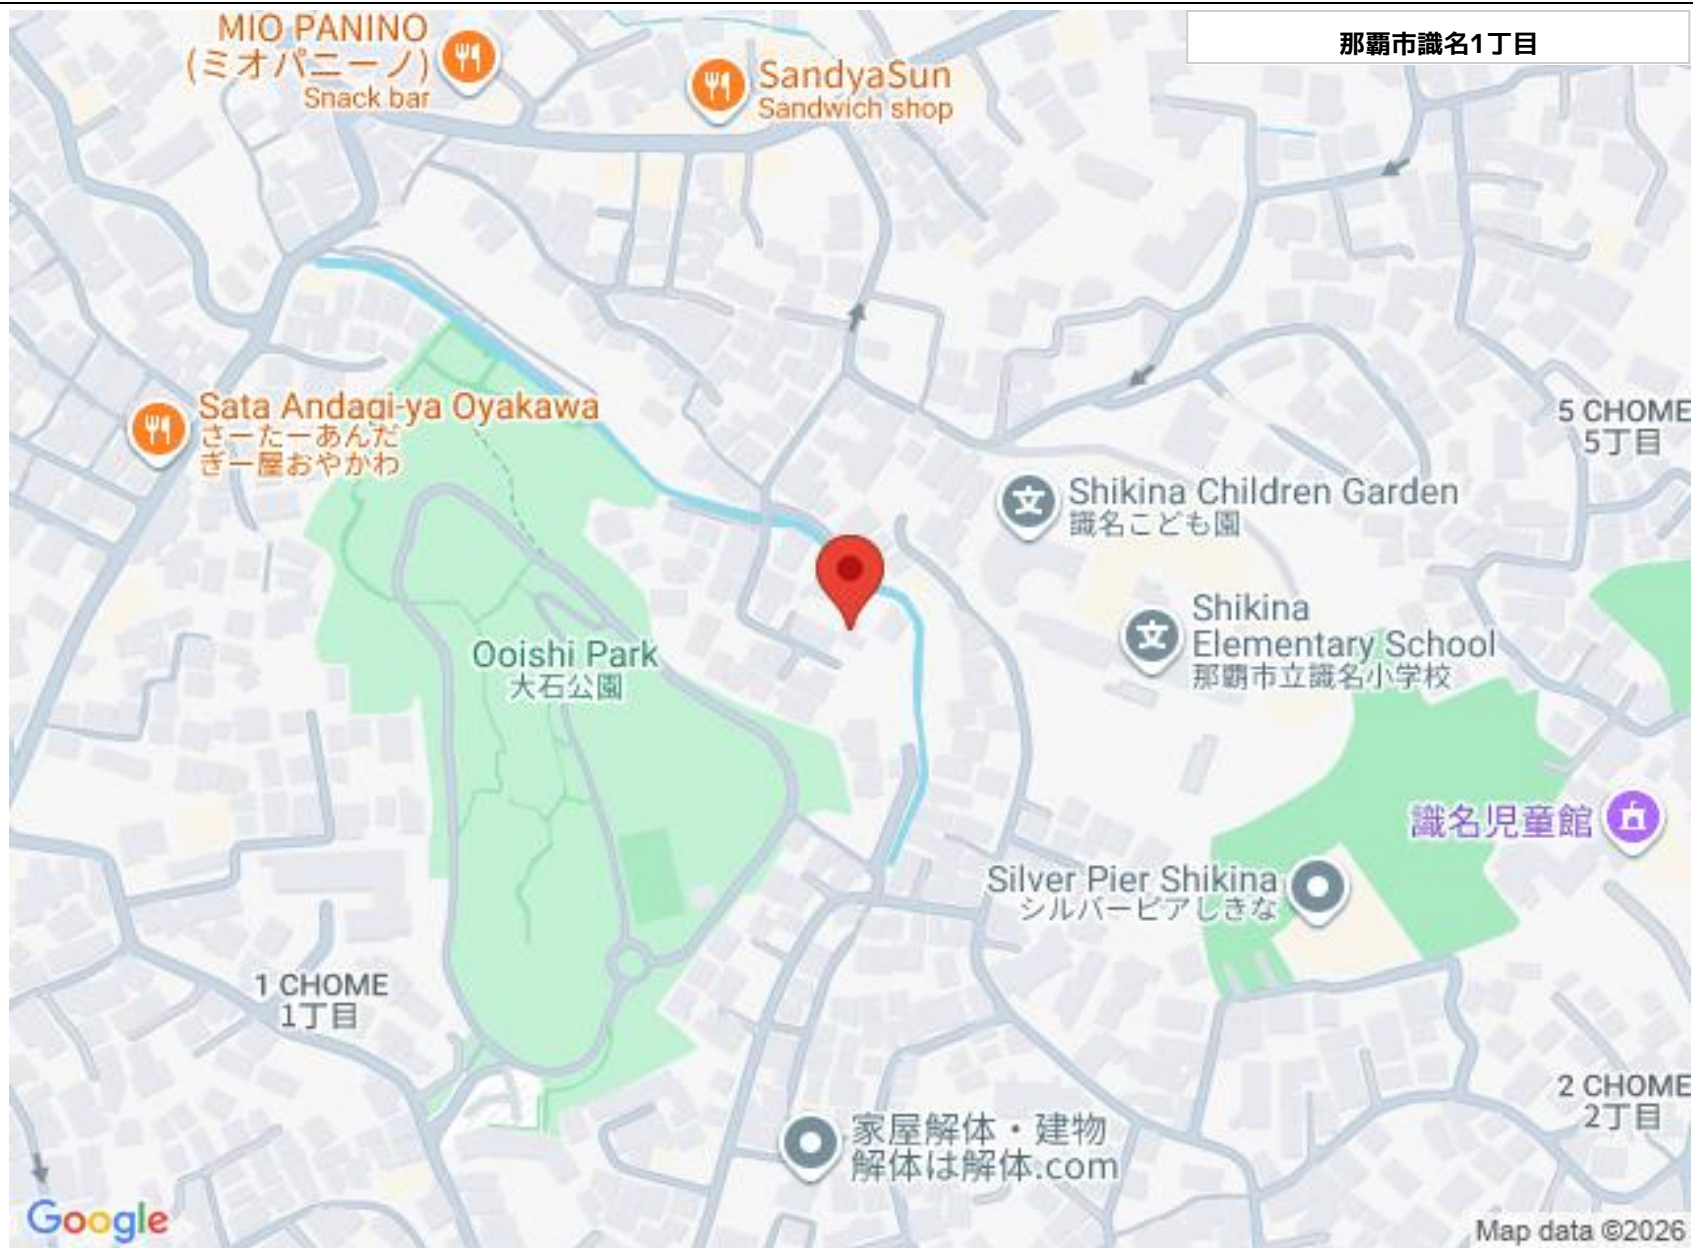 那覇市識名1丁目
MIO PANINO
(ミオパニーノ)
Snack bar
SandyaSun
Sandwich shop
Sata Andagi-ya Oyakawa
さーたーあんだ
ぎー屋おやかわ
5 CHOME
5丁目
Shikina Children Garden
識名こども園
Shikina
Elementary School
那覇市立識名小学校
Ooishi Park
大石公園
識名児童館
Silver Pier Shikina
シルバーピアしきな
1 CHOME
1丁目
2 CHOME
2丁目
家屋解体・建物
解体は解体.com
Google
Map data ©2026